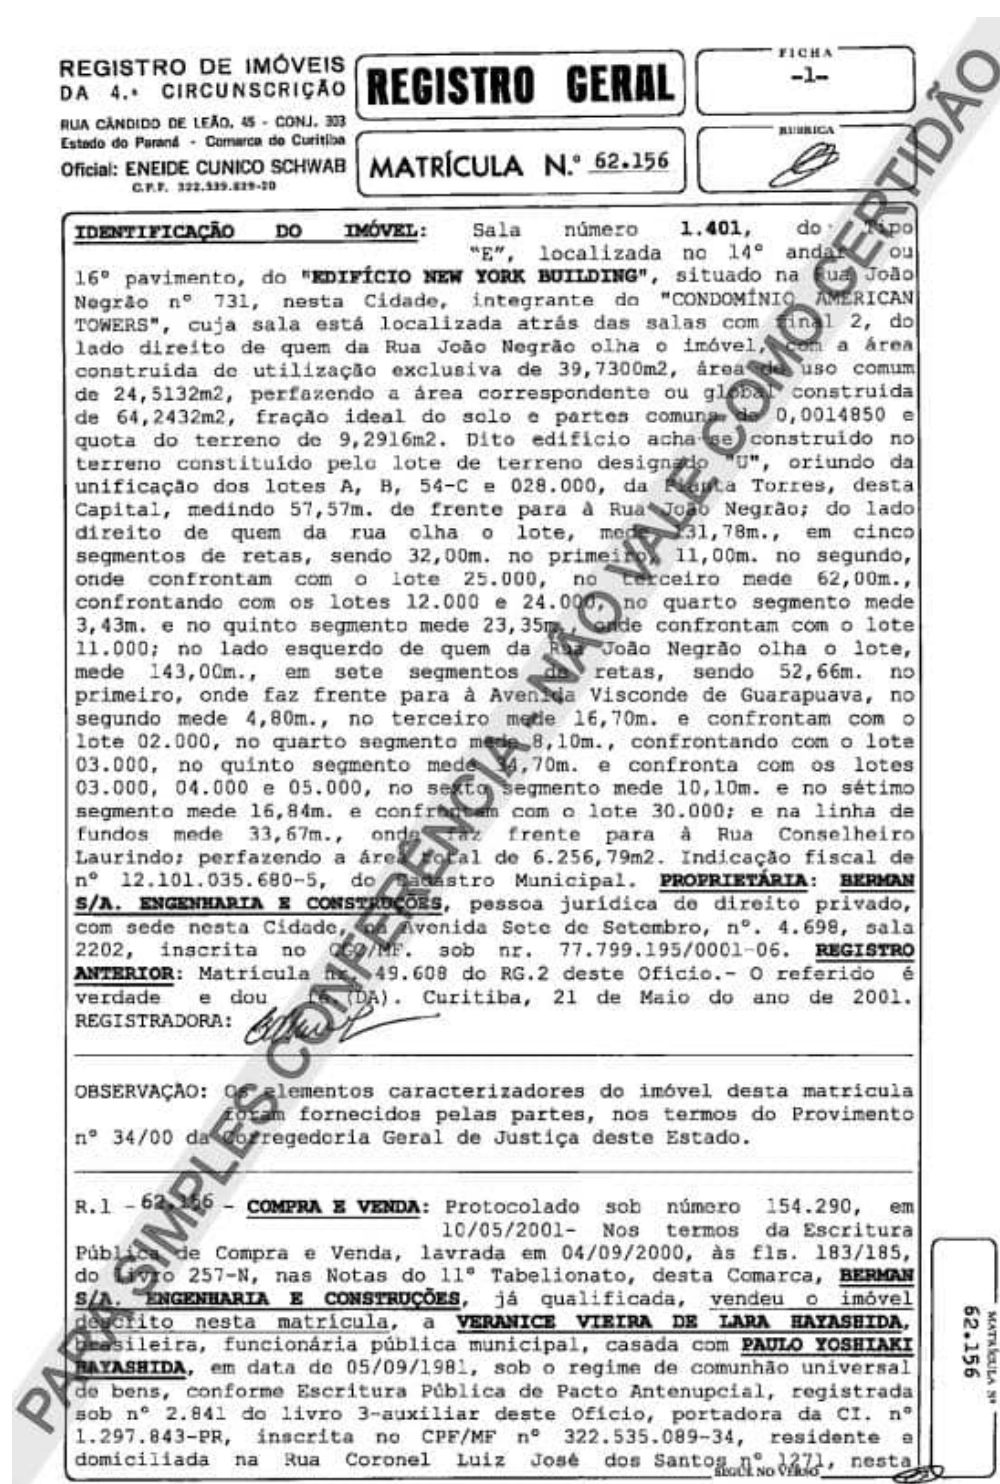 REGISTRO DE IMÓVEIS
DA 4.ª CIRCUNSCRIÇÃO
RUA CÂNDIDO DE LEÃO, 45 - CONJ. 303
Estado do Paraná - Comarca de Curitiba
Oficial: ENEIDE CUNICO SCHWAB
C.P.F. 322.539.839-20
REGISTRO GERAL
MATRÍCULA N.º 62.156
FICHA
-1-
RUBRICA
IDENTIFICAÇÃO DO IMÓVEL: Sala número 1.401, do Tipo
"E", localizada no 14º andar ou
16º pavimento, do "EDIFÍCIO NEW YORK BUILDING", situado na Rua João
Negrão nº 731, nesta Cidade, integrante do "CONDOMÍNIO AMERICAN
TOWERS", cuja sala está localizada atrás das salas com final 2, do
lado direito de quem da Rua João Negrão olha o imóvel, com a área
construida de utilização exclusiva de 39,7300m2, área de uso comum
de 24,5132m2, perfazendo a área correspondente ou global construida
de 64,2432m2, fração ideal do solo e partes comuns de 0,0014850 e
quota do terreno de 9,2916m2. Dito edificio acha-se construido no
terreno constituído pelo lote de terreno designado "U", oriundo da
unificação dos lotes A, B, 54-C e 028.000, da Planta Torres, desta
Capital, medindo 57,57m. de frente para à Rua João Negrão; do lado
direito de quem da rua olha o lote, mede 131,78m., em cinco
segmentos de retas, sendo 32,00m. no primeiro, 11,00m. no segundo,
onde confrontam com o lote 25.000, no terceiro mede 62,00m.,
confrontando com os lotes 12.000 e 24.000, no quarto segmento mede
3,43m. e no quinto segmento mede 23,35m., onde confrontam com o lote
11.000; no lado esquerdo de quem da Rua João Negrão olha o lote,
mede 143,00m., em sete segmentos de retas, sendo 52,66m. no
primeiro, onde faz frente para à Avenida Visconde de Guarapuava, no
segundo mede 4,80m., no terceiro mede 16,70m. e confrontam com o
lote 02.000, no quarto segmento mede 8,10m., confrontando com o lote
03.000, no quinto segmento mede 34,70m. e confronta com os lotes
03.000, 04.000 e 05.000, no sexto segmento mede 10,10m. e no sétimo
segmento mede 16,84m. e confrontam com o lote 30.000; e na linha de
fundos mede 33,67m., onde faz frente para à Rua Conselheiro
Laurindo; perfazendo a área total de 6.256,79m2. Indicação fiscal de
nº 12.101.035.680-5, do Cadastro Municipal. PROPRIETÁRIA: BERMAN
S/A. ENGENHARIA E CONSTRUÇÕES, pessoa jurídica de direito privado,
com sede nesta Cidade, na Avenida Sete de Setembro, nº. 4.698, sala
2202, inscrita no CGC/MF. sob nr. 77.799.195/0001-06. REGISTRO
ANTERIOR: Matrícula nr. 49.608 do RG.2 deste Ofício.- O referido é
verdade e dou fé.(DA). Curitiba, 21 de Maio do ano de 2001.
REGISTRADORA:
OBSERVAÇÃO: Os elementos caracterizadores do imóvel desta matricula
foram fornecidos pelas partes, nos termos do Provimento
nº 34/00 da Corregedoria Geral de Justiça deste Estado.
R.1 - 62.156 - COMPRA E VENDA: Protocolado sob número 154.290, em
10/05/2001- Nos termos da Escritura
Pública de Compra e Venda, lavrada em 04/09/2000, às fls. 183/185,
do Livro 257-N, nas Notas do 11º Tabelionato, desta Comarca, BERMAN
S/A. ENGENHARIA E CONSTRUÇÕES, já qualificada, vendeu o imóvel
descrito nesta matrícula, a VERANICE VIEIRA DE LARA HAYASHIDA,
brasileira, funcionária pública municipal, casada com PAULO YOSHIAKI
HAYASHIDA, em data de 05/09/1981, sob o regime de comunhão universal
de bens, conforme Escritura Pública de Pacto Antenupcial, registrada
sob nº 2.841 do livro 3-auxiliar deste Ofício, portadora da CI. nº
1.297.843-PR, inscrita no CPF/MF nº 322.535.089-34, residente e
domiciliada na Rua Coronel Luiz José dos Santos nº 1271, nesta
SEGUE NO VERSO
MATRÍCULA Nº
62.156
PARA SIMPLES CONFERÊNCIA - NÃO VALE COMO CERTIDÃO